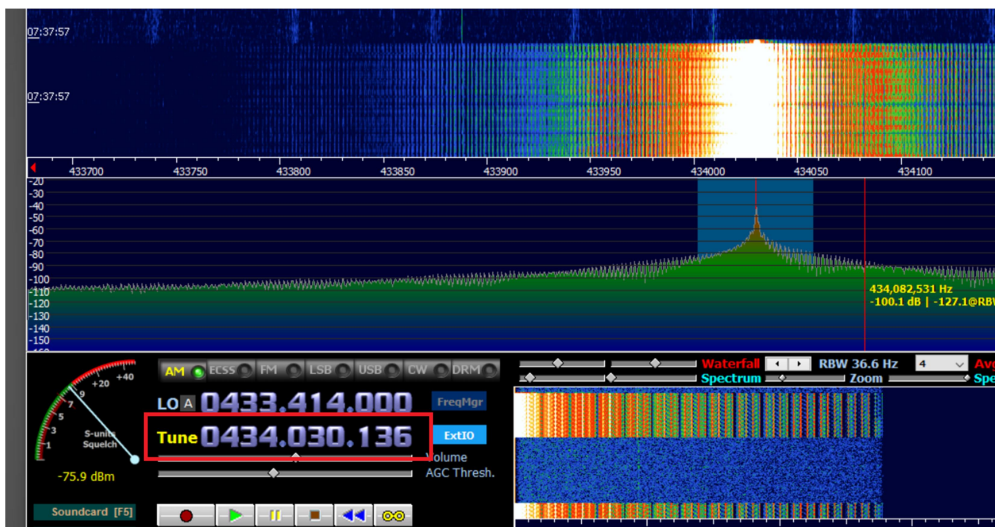 07:37:57
07:37:57
433700 433750 433800 433850 433900 433950 434000 434050 434100
-20
-30
-40
-50
-60
-70
-80
-90
-100
-110
-120
-130
-140
-150
434,082,531 Hz
-100.1 dB | -127.1@RBW
AM ECSS FM LSB USB CW DRM
Waterfall RBW 36.6 Hz 4 Avg
Spectrum Zoom Spe
+20 +40
1 3 5 7 9
S-units
Squelch
-75.9 dBm
LO A 0433.414.000 FreqMgr
Tune 0434.030.136 ExtIO
Volume
AGC Thresh.
Soundcard [F5]